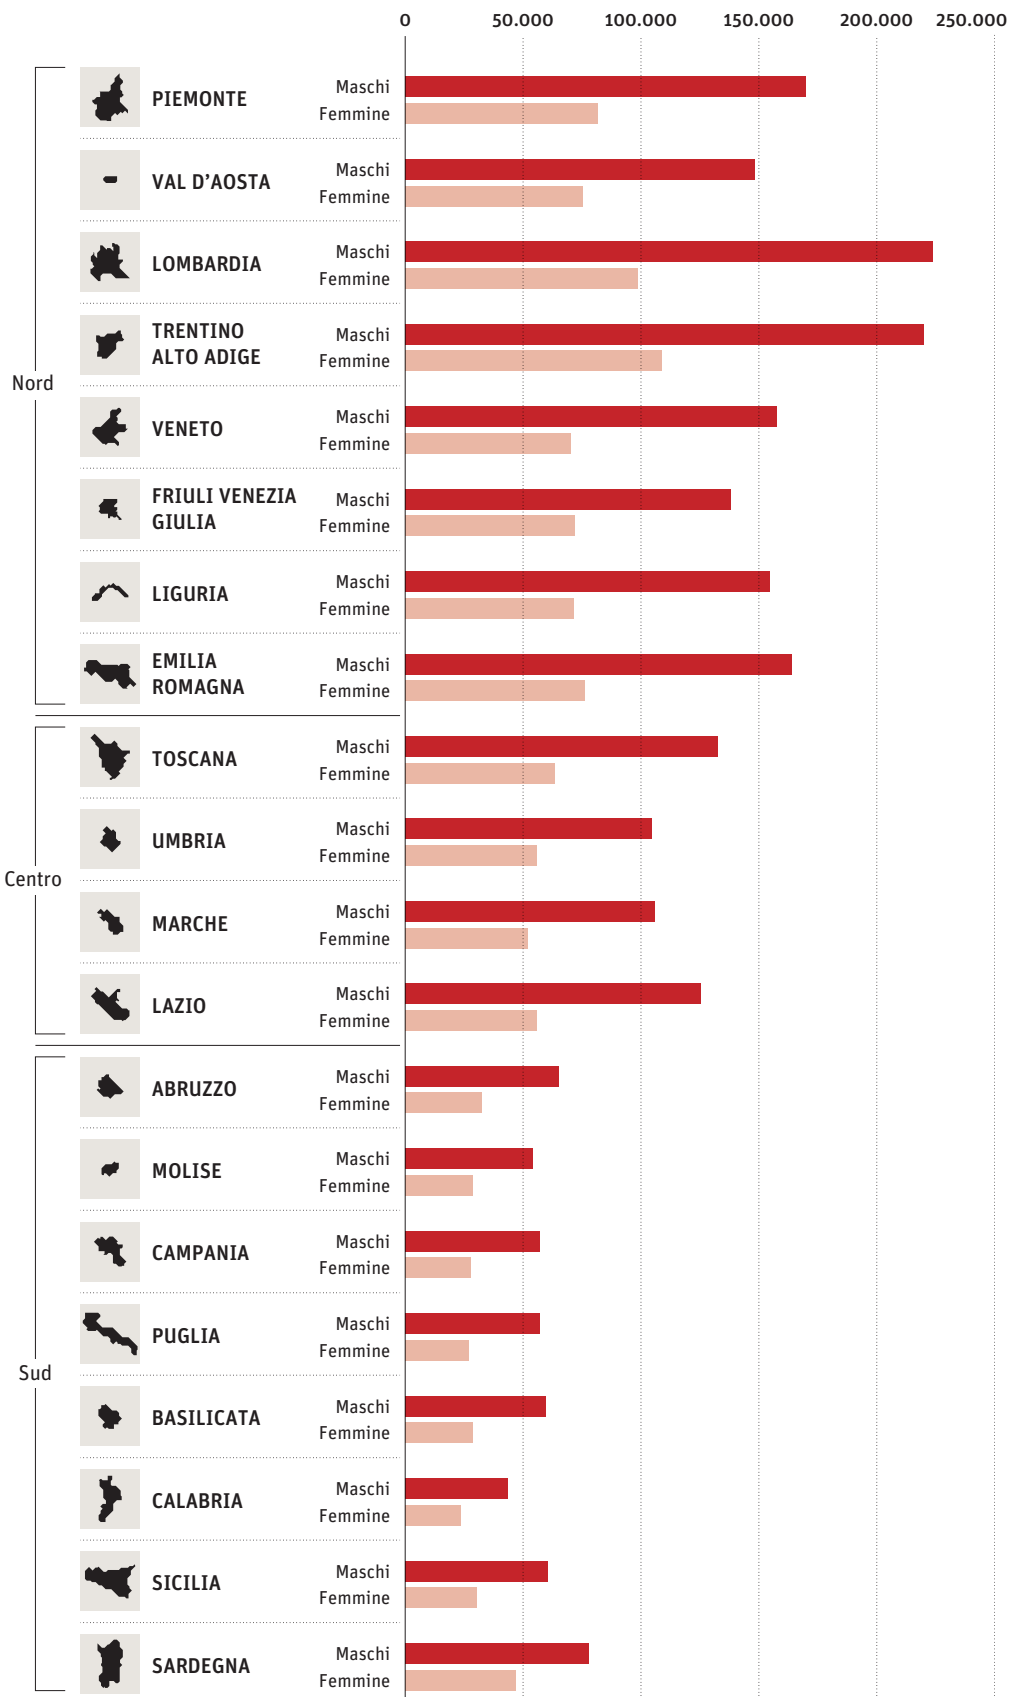 0 50.000 100.000 150.000 200.000 250.000
Nord
PIEMONTE
Maschi
Femmine
VAL D'AOSTA
Maschi
Femmine
LOMBARDIA
Maschi
Femmine
TRENTINO
ALTO ADIGE
Maschi
Femmine
VENETO
Maschi
Femmine
FRIULI VENEZIA
GIULIA
Maschi
Femmine
LIGURIA
Maschi
Femmine
EMILIA
ROMAGNA
Maschi
Femmine
Centro
TOSCANA
Maschi
Femmine
UMBRIA
Maschi
Femmine
MARCHE
Maschi
Femmine
LAZIO
Maschi
Femmine
Sud
ABRUZZO
Maschi
Femmine
MOLISE
Maschi
Femmine
CAMPANIA
Maschi
Femmine
PUGLIA
Maschi
Femmine
BASILICATA
Maschi
Femmine
CALABRIA
Maschi
Femmine
SICILIA
Maschi
Femmine
SARDEGNA
Maschi
Femmine